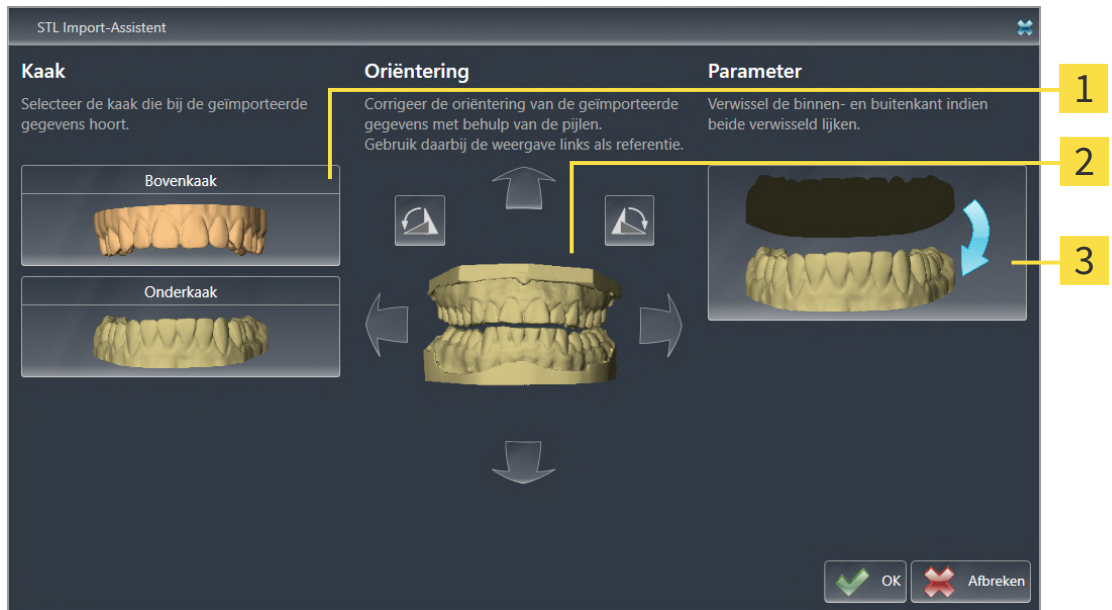 STL Import-Assistent
Kaak
Selecteer de kaak die bij de geïmporteerde
gegevens hoort.
Bovenkaak
Onderkaak
Oriëntering
Corrigeer de oriëntering van de geïmporteerde
gegevens met behulp van de pijlen.
Gebruik daarbij de weergave links als referentie.
Parameter
Verwissel de binnen- en buitenkant indien
beide verwisseld lijken.
1
2
3
OK
Afbreken